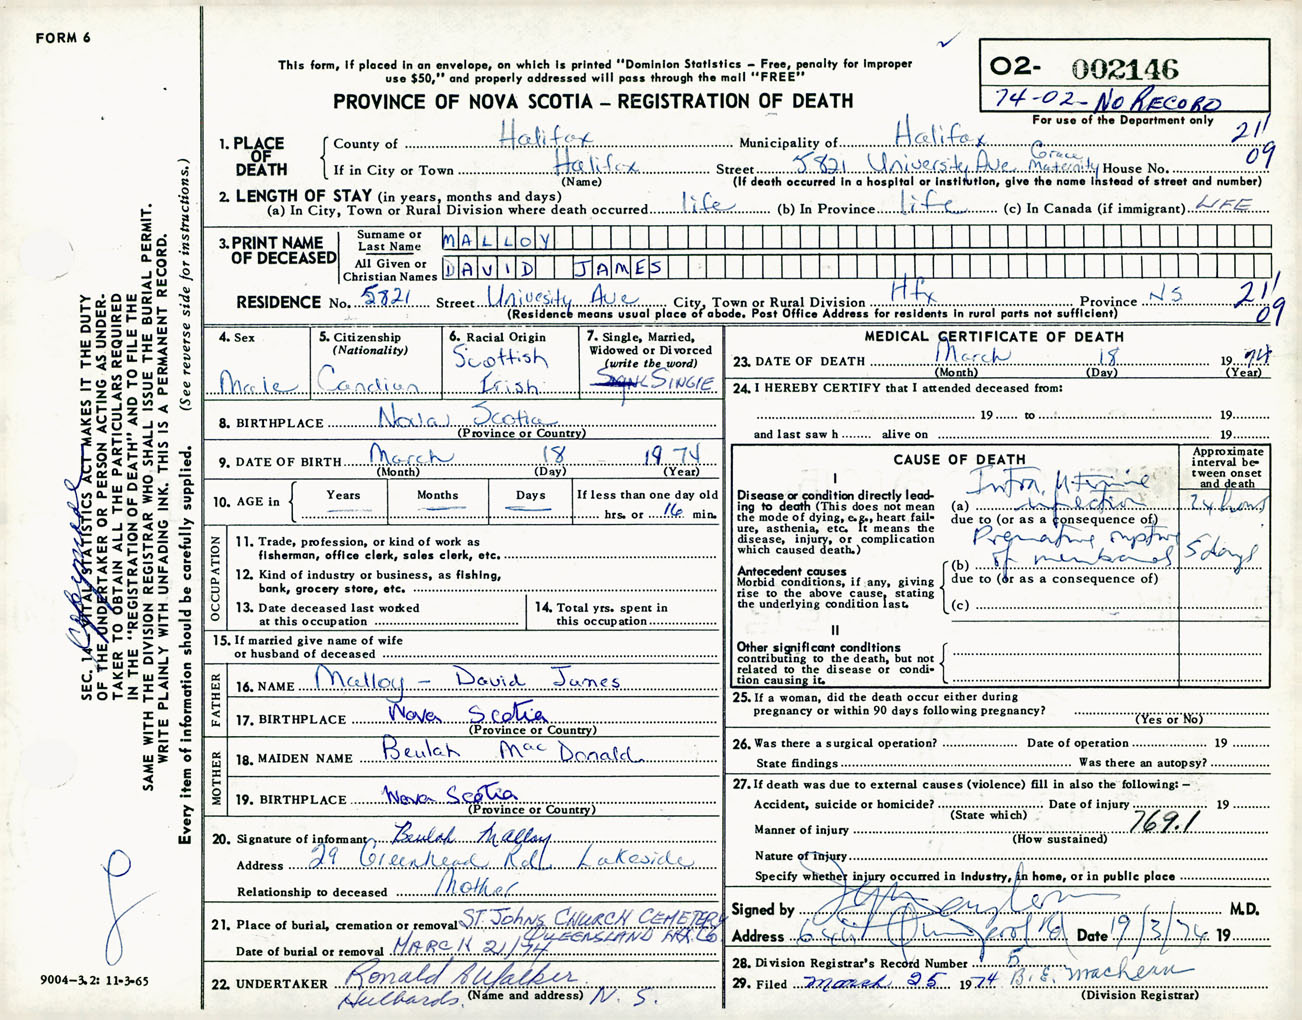 FORM 6
This form, if placed in an envelope, on which is printed "Dominion Statistics – Free, penalty for improper
use $50," and properly addressed will pass through the mail "FREE"
PROVINCE OF NOVA SCOTIA – REGISTRATION OF DEATH
02- 002146
74-02- NO RECORD
For use of the Department only
21
09
1. PLACE OF DEATH
County of Halifax Municipality of Halifax
If in City or Town Halifax Street 5821 University Ave Grace Maternity House No.
(Name) (If death occurred in a hospital or institution, give the name instead of street and number)
2. LENGTH OF STAY (in years, months and days)
(a) In City, Town or Rural Division where death occurred life (b) In Province life (c) In Canada (if immigrant) LIFE
3. PRINT NAME OF DECEASED
Surname or Last Name MALLOY
All Given or Christian Names DAVID JAMES
RESIDENCE No. 5821 Street Univesity Ave City, Town or Rural Division Hfx Province NS
21
09
(Residence means usual place of abode. Post Office Address for residents in rural parts not sufficient)
4. Sex
Male
5. Citizenship
(Nationality)
Candian
6. Racial Origin
Scottish
Irish
7. Single, Married,
Widowed or Divorced
(write the word)
SINGLE
8. BIRTHPLACE Nova Scotia
(Province or Country)
9. DATE OF BIRTH March 18 1974
(Month) (Day) (Year)
10. AGE in
Years Months Days If less than one day old
hrs. or 16 min.
OCCUPATION
11. Trade, profession, or kind of work as
fisherman, office clerk, sales clerk, etc.
12. Kind of industry or business, as fishing,
bank, grocery store, etc.
13. Date deceased last worked
at this occupation
14. Total yrs. spent in
this occupation
15. If married give name of wife
or husband of deceased
FATHER
16. NAME Malloy – David James
17. BIRTHPLACE Nova Scotia
(Province or Country)
MOTHER
18. MAIDEN NAME Beulah MacDonald
19. BIRTHPLACE Nova Scotia
(Province or Country)
20. Signature of informant Beulah Malloy
Address 29 Greenhead Rd. Lakeside
Relationship to deceased Mother
21. Place of burial, cremation or removal ST. JOHNS CHURCH CEMETERY
QUEENSLAND HFX. CO.
Date of burial or removal MARCH 21/74
22. UNDERTAKER Ronald A Walker
Hubbards. (Name and address) N. S.
MEDICAL CERTIFICATE OF DEATH
23. DATE OF DEATH March 18 1974
(Month) (Day) (Year)
24. I HEREBY CERTIFY that I attended deceased from:
19 to 19
and last saw h alive on 19
CAUSE OF DEATH
Approximate interval between onset and death
I
Disease or condition directly lead-
ing to death (This does not mean
the mode of dying, e.g., heart fail-
ure, asthenia, etc. It means the
disease, injury, or complication
which caused death.)
(a) Intra Uterine infection 24 hours
due to (or as a consequence of)
Antecedent causes
Morbid conditions, if any, giving
rise to the above cause, stating
the underlying condition last.
(b) Premature rupture of membranes 5 days
due to (or as a consequence of)
(c)
II
Other significant conditions
contributing to the death, but not
related to the disease or condi-
tion causing it.
25. If a woman, did the death occur either during
pregnancy or within 90 days following pregnancy?
(Yes or No)
26. Was there a surgical operation? Date of operation 19
State findings Was there an autopsy?
27. If death was due to external causes (violence) fill in also the following: –
Accident, suicide or homicide? Date of injury 19
(State which)
Manner of injury 769.1
(How sustained)
Nature of injury
Specify whether injury occurred in industry, in home, or in public place
Signed by M.D.
Address Date 19/3/74 19
28. Division Registrar's Record Number 5
29. Filed March 25 1974 B. E. Machern
(Division Registrar)
SEC. 14 VITAL STATISTICS ACT MAKES IT THE DUTY
OF THE UNDERTAKER OR PERSON ACTING AS UNDER-
TAKER TO OBTAIN ALL THE PARTICULARS REQUIRED
IN THE "REGISTRATION OF DEATH" AND TO FILE THE
SAME WITH THE DIVISION REGISTRAR WHO SHALL ISSUE THE BURIAL PERMIT.
WRITE PLAINLY WITH UNFADING INK. THIS IS A PERMANENT RECORD.
Every item of information should be carefully supplied. (See reverse side for instructions.)
9004-3.2: 11-3-65